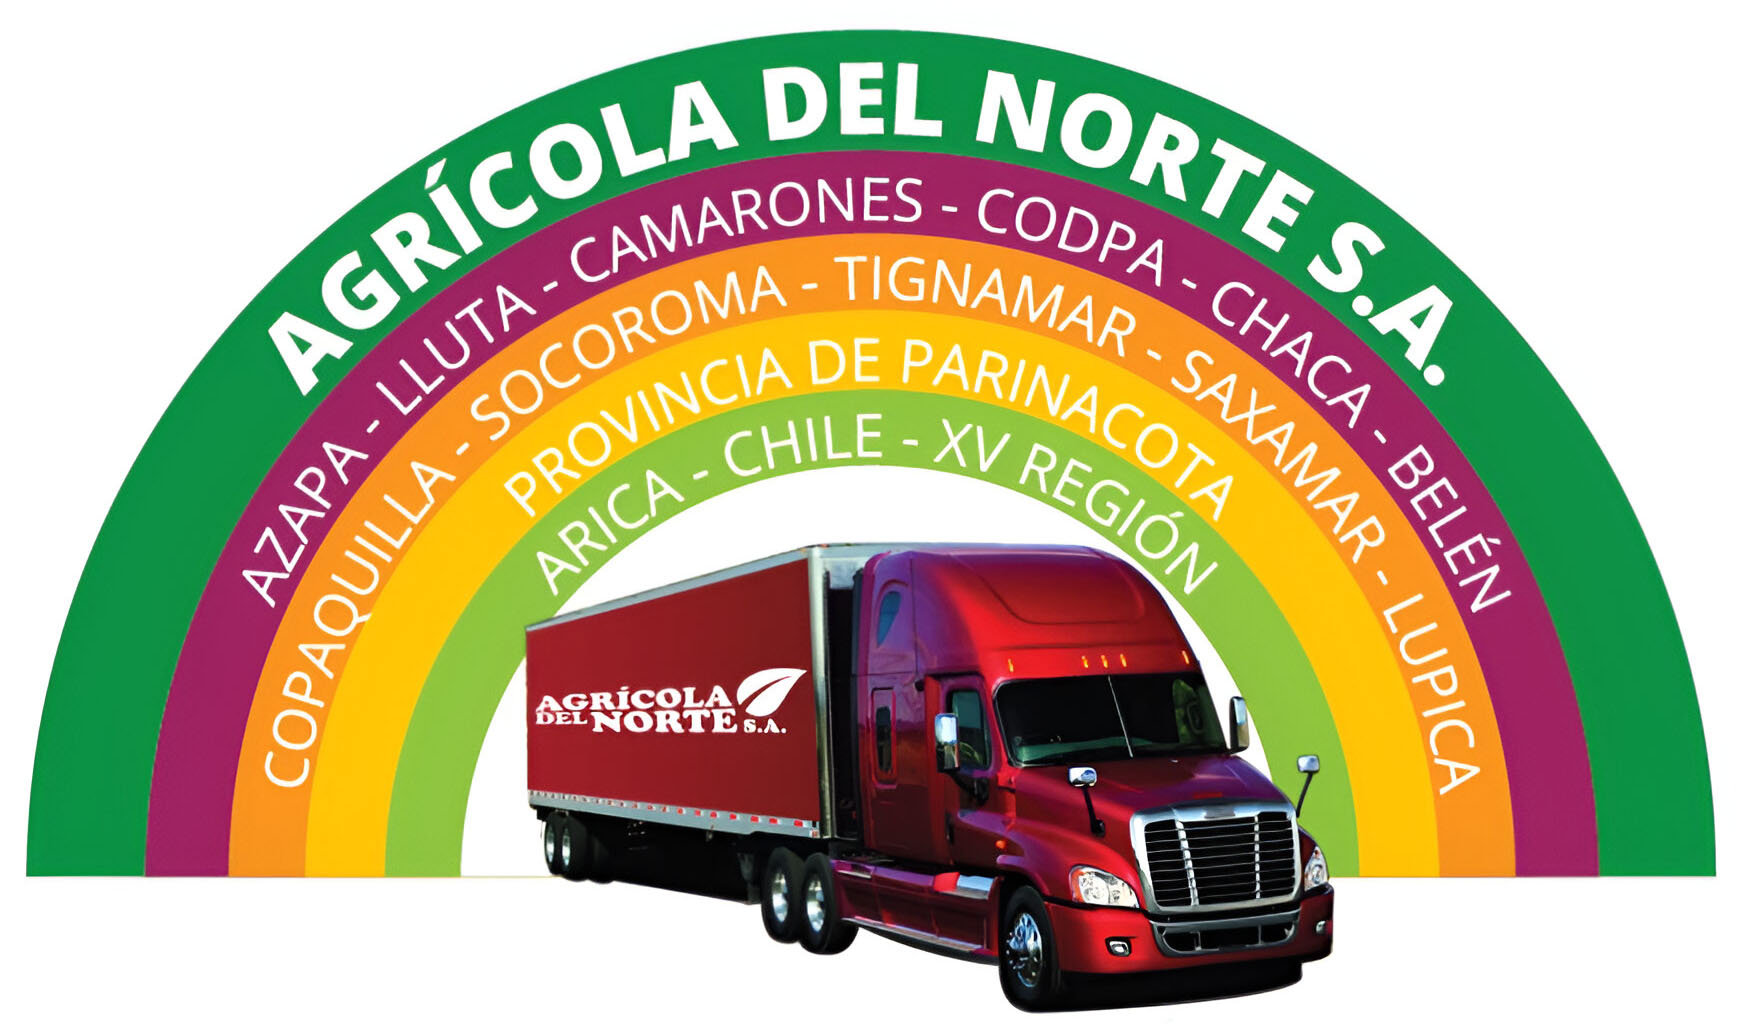 AGRÍCOLA DEL NORTE S.A.
AZAPA - LLUTA - CAMARONES - CODPA - CHACA - BELÉN
COPAQUILLA - SOCOROMA - TIGNAMAR - SAXAMAR - LUPICA
PROVINCIA DE PARINACOTA
ARICA - CHILE - XV REGIÓN
AGRÍCOLA
DEL NORTE S.A.